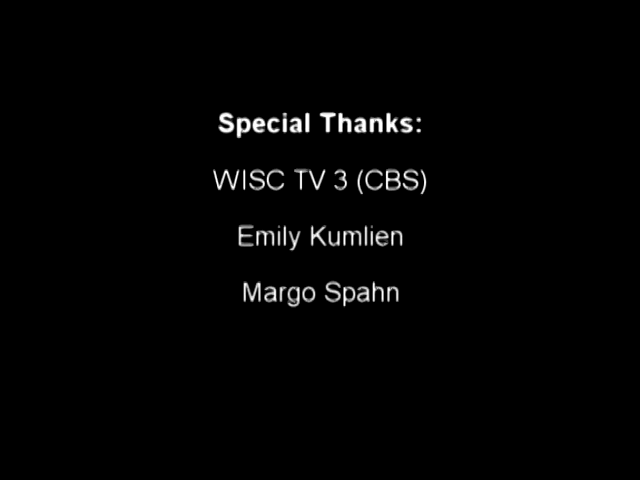 Special Thanks:
WISC TV 3 (CBS)
Emily Kumlien
Margo Spahn